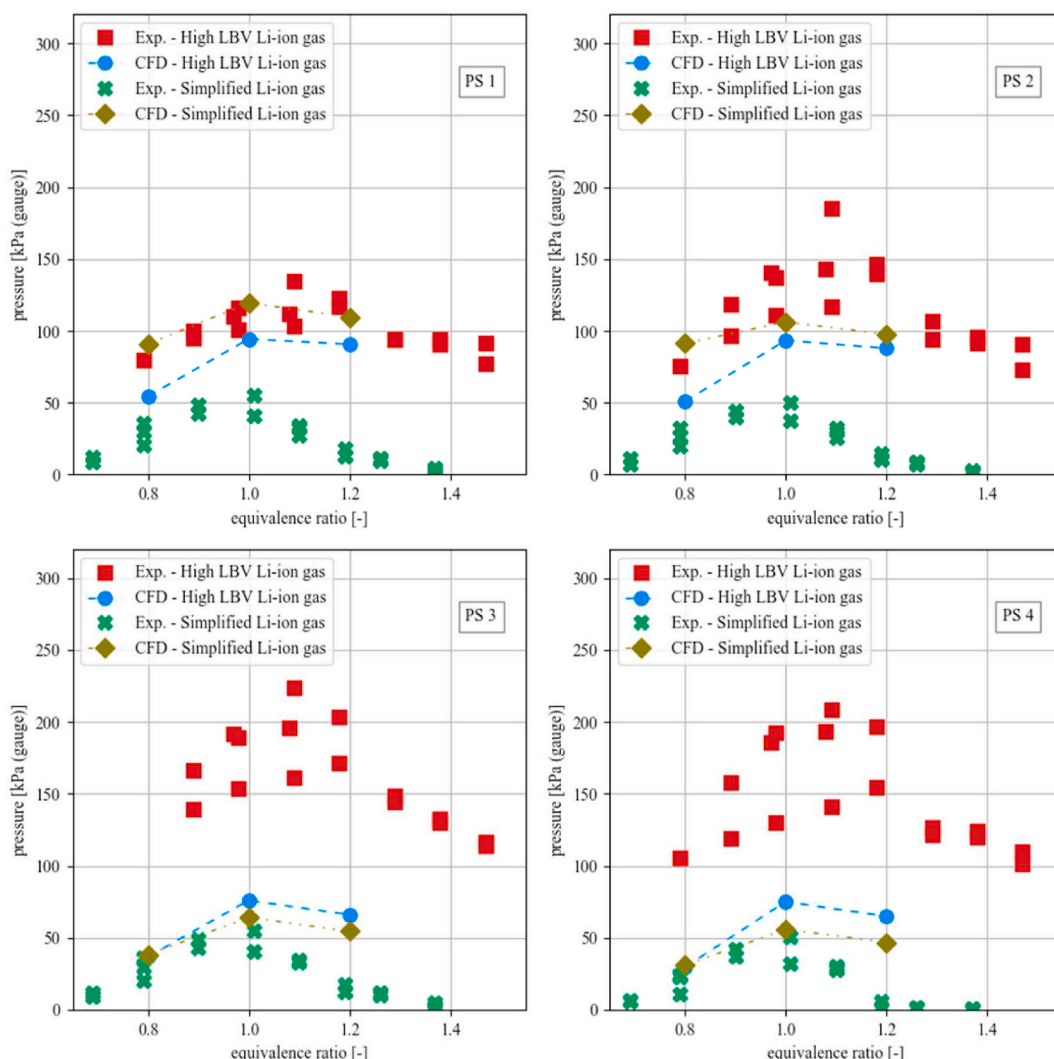 Exp. - High LBV Li-ion gas
CFD - High LBV Li-ion gas
Exp. - Simplified Li-ion gas
CFD - Simplified Li-ion gas
PS 1
300
250
200
150
100
50
0
pressure [kPa (gauge)]
0.8 1.0 1.2 1.4
equivalence ratio [-]
Exp. - High LBV Li-ion gas
CFD - High LBV Li-ion gas
Exp. - Simplified Li-ion gas
CFD - Simplified Li-ion gas
PS 2
300
250
200
150
100
50
0
pressure [kPa (gauge)]
0.8 1.0 1.2 1.4
equivalence ratio [-]
Exp. - High LBV Li-ion gas
CFD - High LBV Li-ion gas
Exp. - Simplified Li-ion gas
CFD - Simplified Li-ion gas
PS 3
300
250
200
150
100
50
0
pressure [kPa (gauge)]
0.8 1.0 1.2 1.4
equivalence ratio [-]
Exp. - High LBV Li-ion gas
CFD - High LBV Li-ion gas
Exp. - Simplified Li-ion gas
CFD - Simplified Li-ion gas
PS 4
300
250
200
150
100
50
0
pressure [kPa (gauge)]
0.8 1.0 1.2 1.4
equivalence ratio [-]